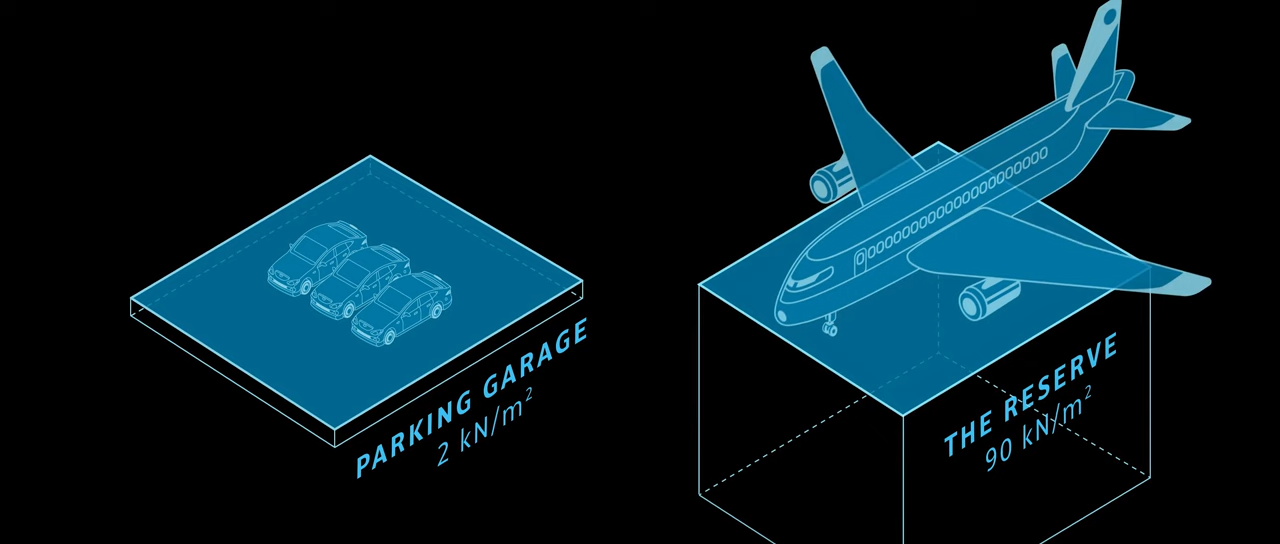 PARKING GARAGE
2 kN/m²
THE RESERVE
90 kN/m²